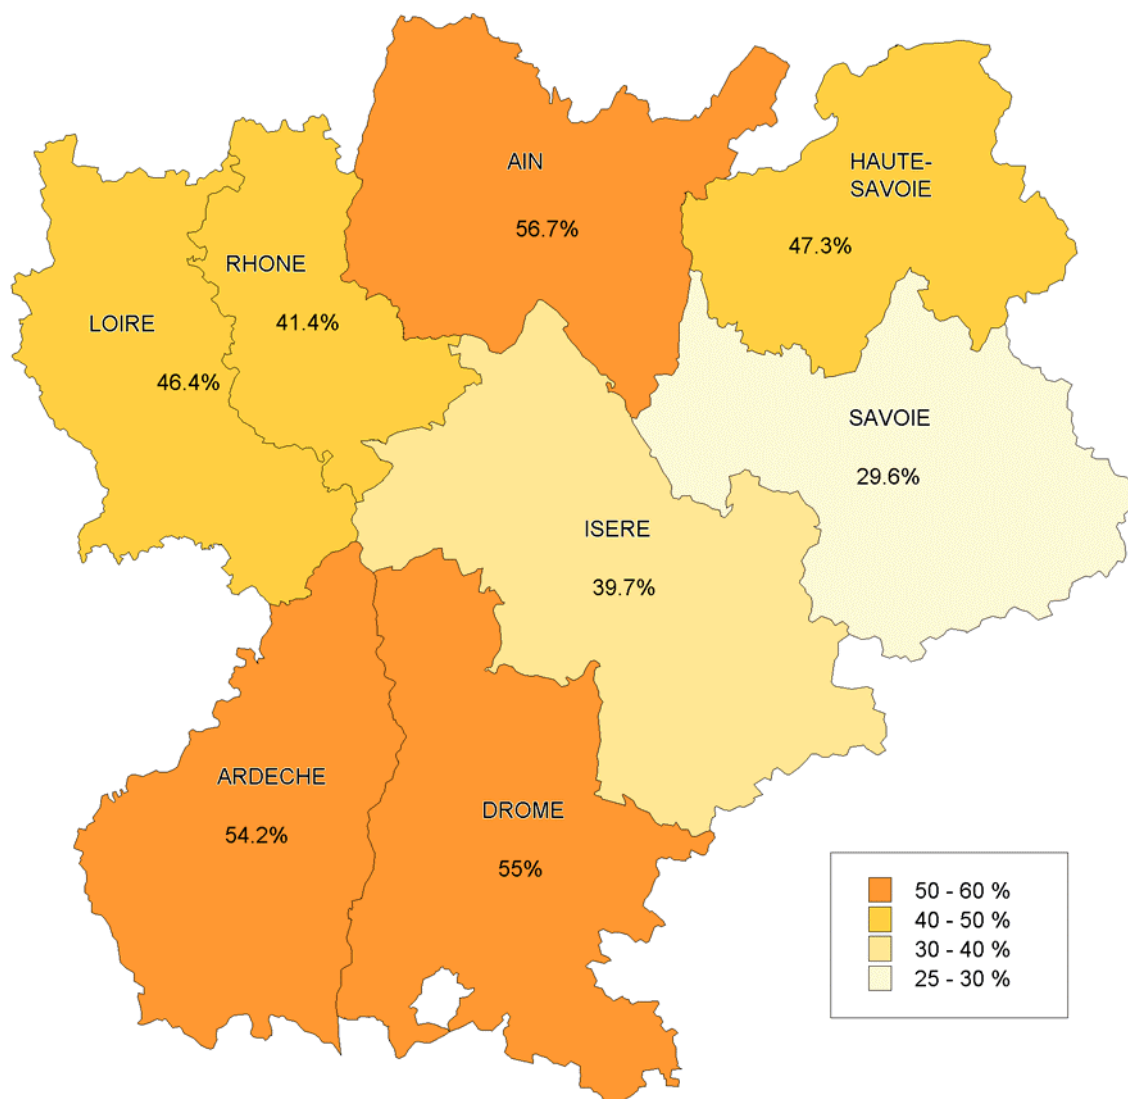 AIN
56.7%
HAUTE-
SAVOIE
47.3%
RHONE
41.4%
LOIRE
46.4%
SAVOIE
29.6%
ISERE
39.7%
ARDECHE
54.2%
DROME
55%
50 - 60 %
40 - 50 %
30 - 40 %
25 - 30 %